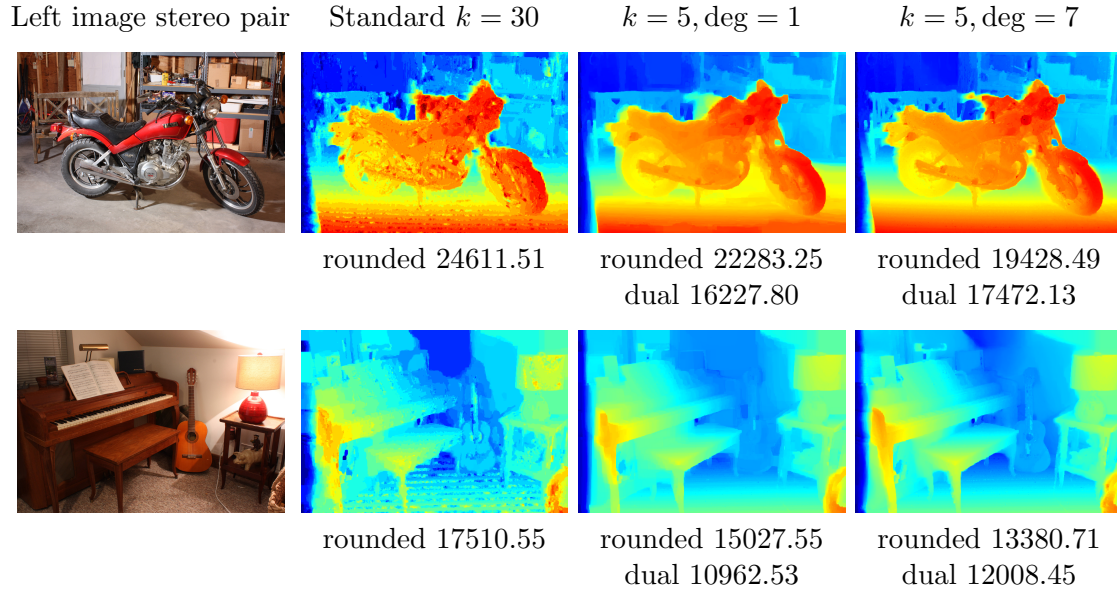 Left image stereo pair Standard k = 30 k = 5, deg = 1 k = 5, deg = 7
rounded 24611.51 rounded 22283.25 rounded 19428.49
dual 16227.80 dual 17472.13
rounded 17510.55 rounded 15027.55 rounded 13380.71
dual 10962.53 dual 12008.45